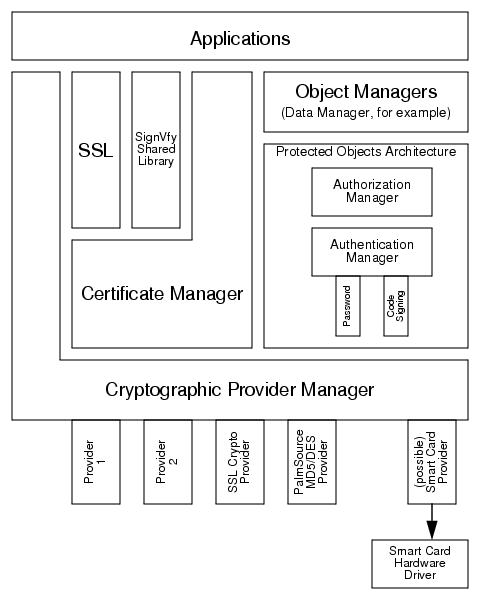 Applications
SSL
SignVfy
Shared
Library
Object Managers
(Data Manager, for example)
Protected Objects Architecture
Authorization
Manager
Authentication
Manager
Password
Code
Signing
Certificate Manager
Cryptographic Provider Manager
Provider
1
Provider
2
SSL Crypto
Provider
PalmSource
MD5/DES
Provider
(possible)
Smart Card
Provider
Smart Card
Hardware
Driver